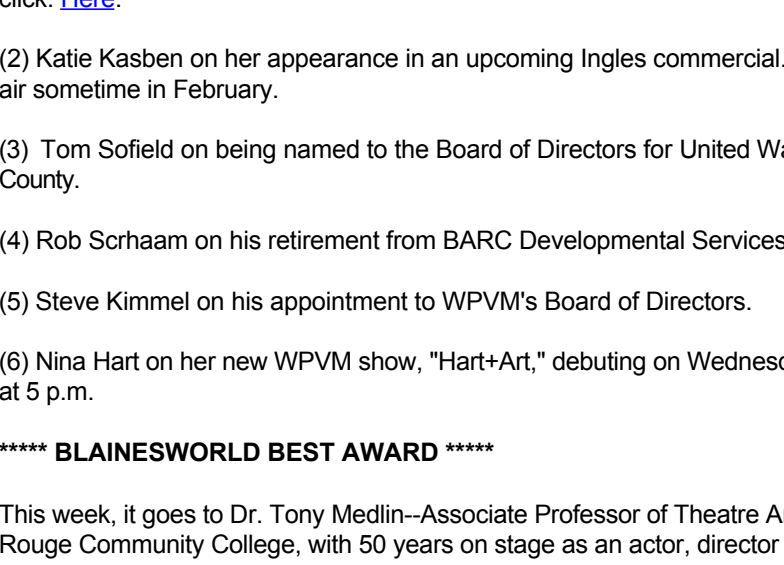 click: Here.
(2) Katie Kasben on her appearance in an upcoming Ingles commercial.
air sometime in February.
(3) Tom Sofield on being named to the Board of Directors for United
County.
(4) Rob Scrhaam on his retirement from BARC Developmental Services
(5) Steve Kimmel on his appointment to WPVM's Board of Directors.
(6) Nina Hart on her new WPVM show, "Hart+Art," debuting on
at 5 p.m.
***** BLAINESWORLD BEST AWARD *****
This week, it goes to Dr. Tony Medlin--Associate Professor of Theatre
Rouge Community College, with 50 years on stage as an actor, director